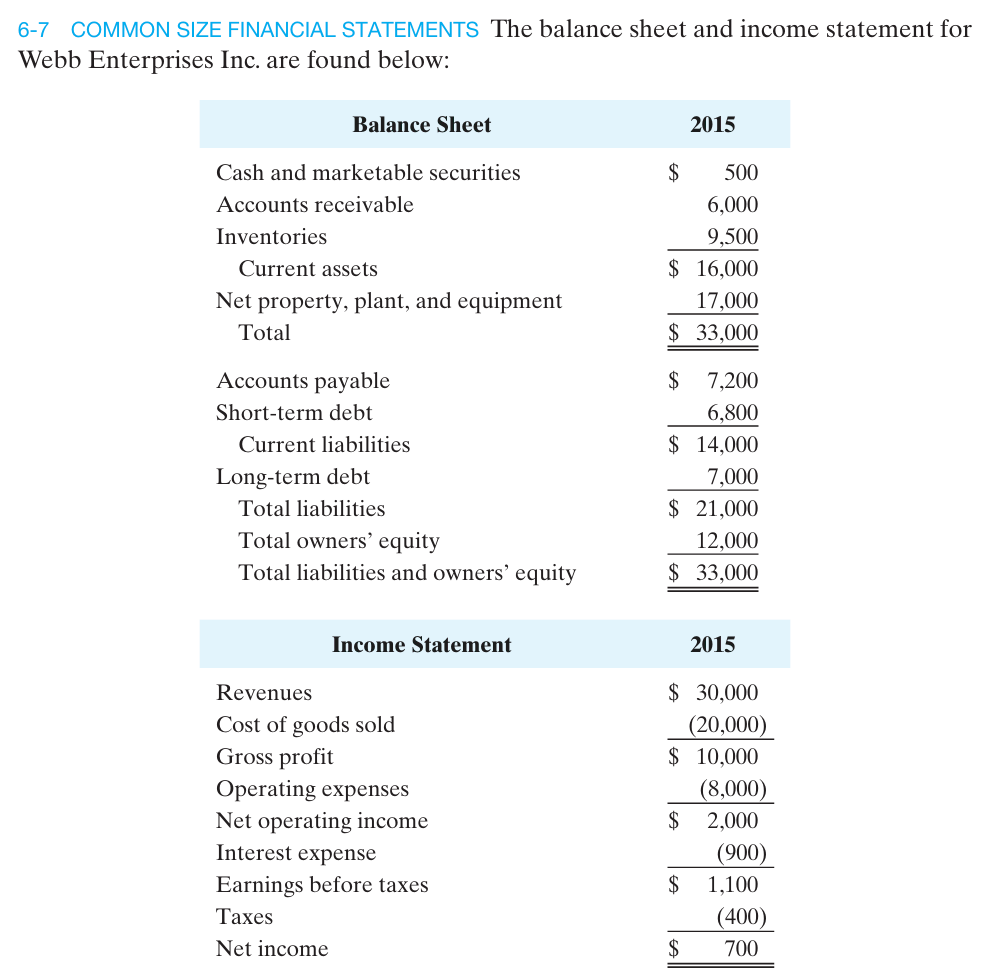 6-7 COMMON SIZE FINANCIAL STATEMENTS The balance sheet and income statement for
Webb Enterprises Inc. are found below:
Balance Sheet 2015
Cash and marketable securities $ 500
Accounts receivable 6,000
Inventories 9,500
Current assets $ 16,000
Net property, plant, and equipment 17,000
Total $ 33,000
Accounts payable $ 7,200
Short-term debt 6,800
Current liabilities $ 14,000
Long-term debt 7,000
Total liabilities $ 21,000
Total owners’ equity 12,000
Total liabilities and owners’ equity $ 33,000
Income Statement 2015
Revenues $ 30,000
Cost of goods sold (20,000)
Gross profit $ 10,000
Operating expenses (8,000)
Net operating income $ 2,000
Interest expense (900)
Earnings before taxes $ 1,100
Taxes (400)
Net income $ 700